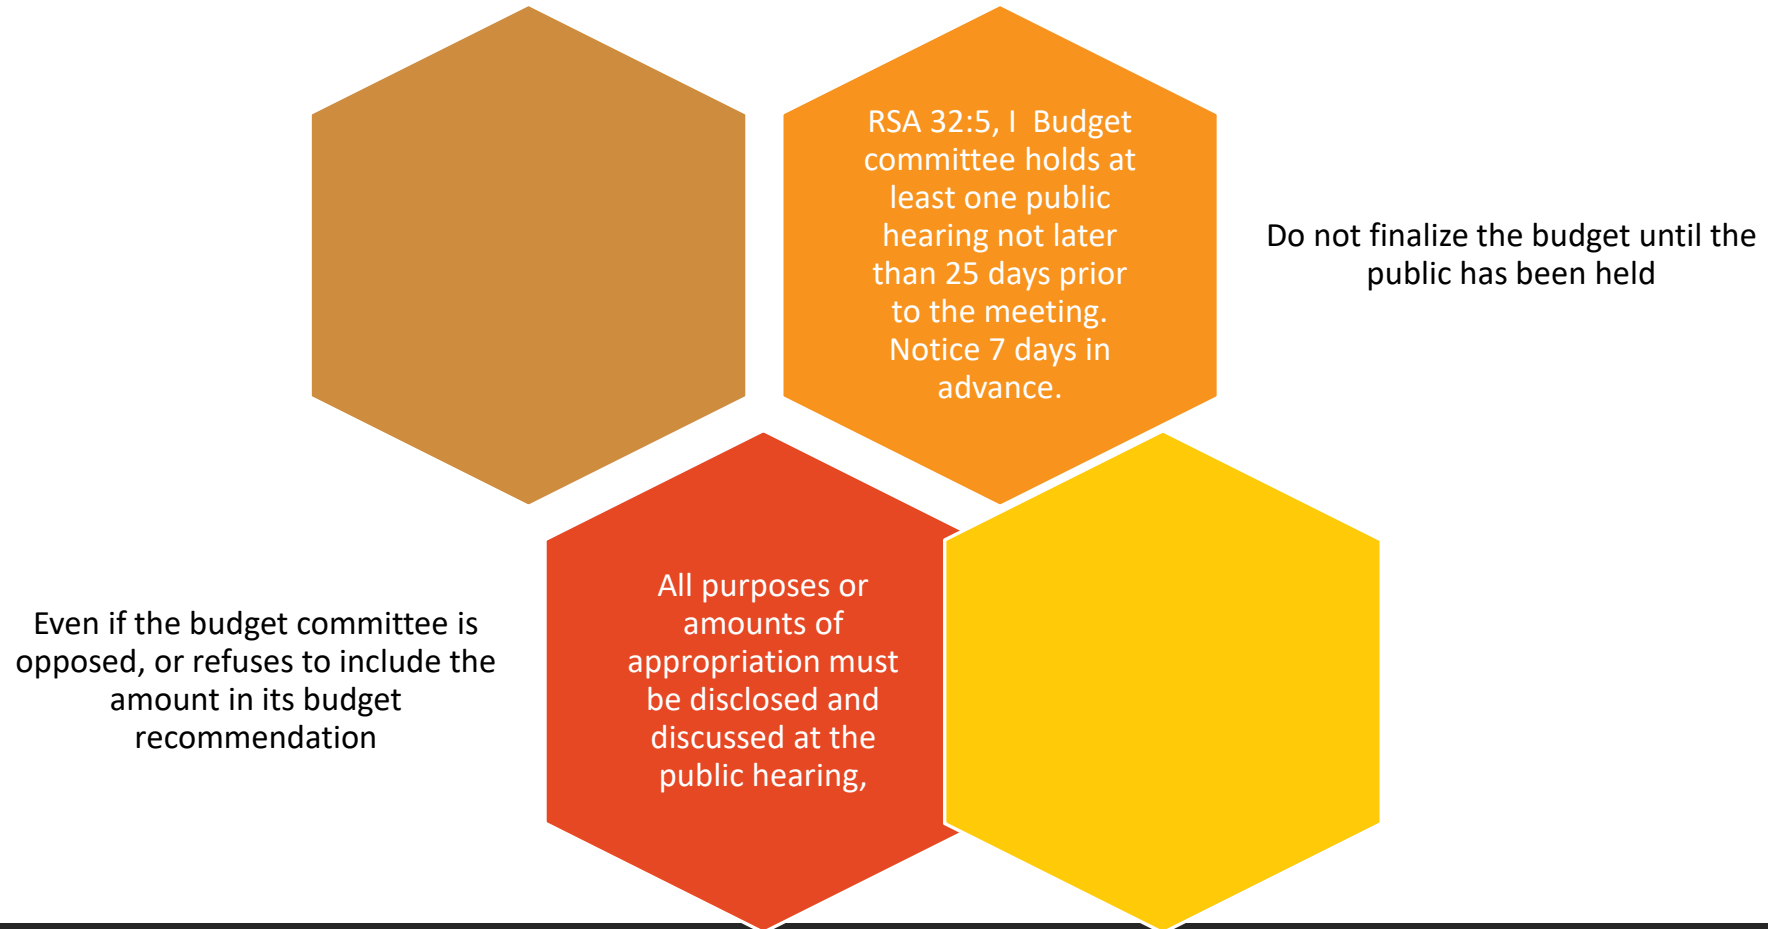 RSA 32:5, I  Budget
committee holds at
least one public
hearing not later
than 25 days prior
to the meeting.
Notice 7 days in
advance.
Do not finalize the budget until the
public has been held
Even if the budget committee is
opposed, or refuses to include the
amount in its budget
recommendation
All purposes or
amounts of
appropriation must
be disclosed and
discussed at the
public hearing,